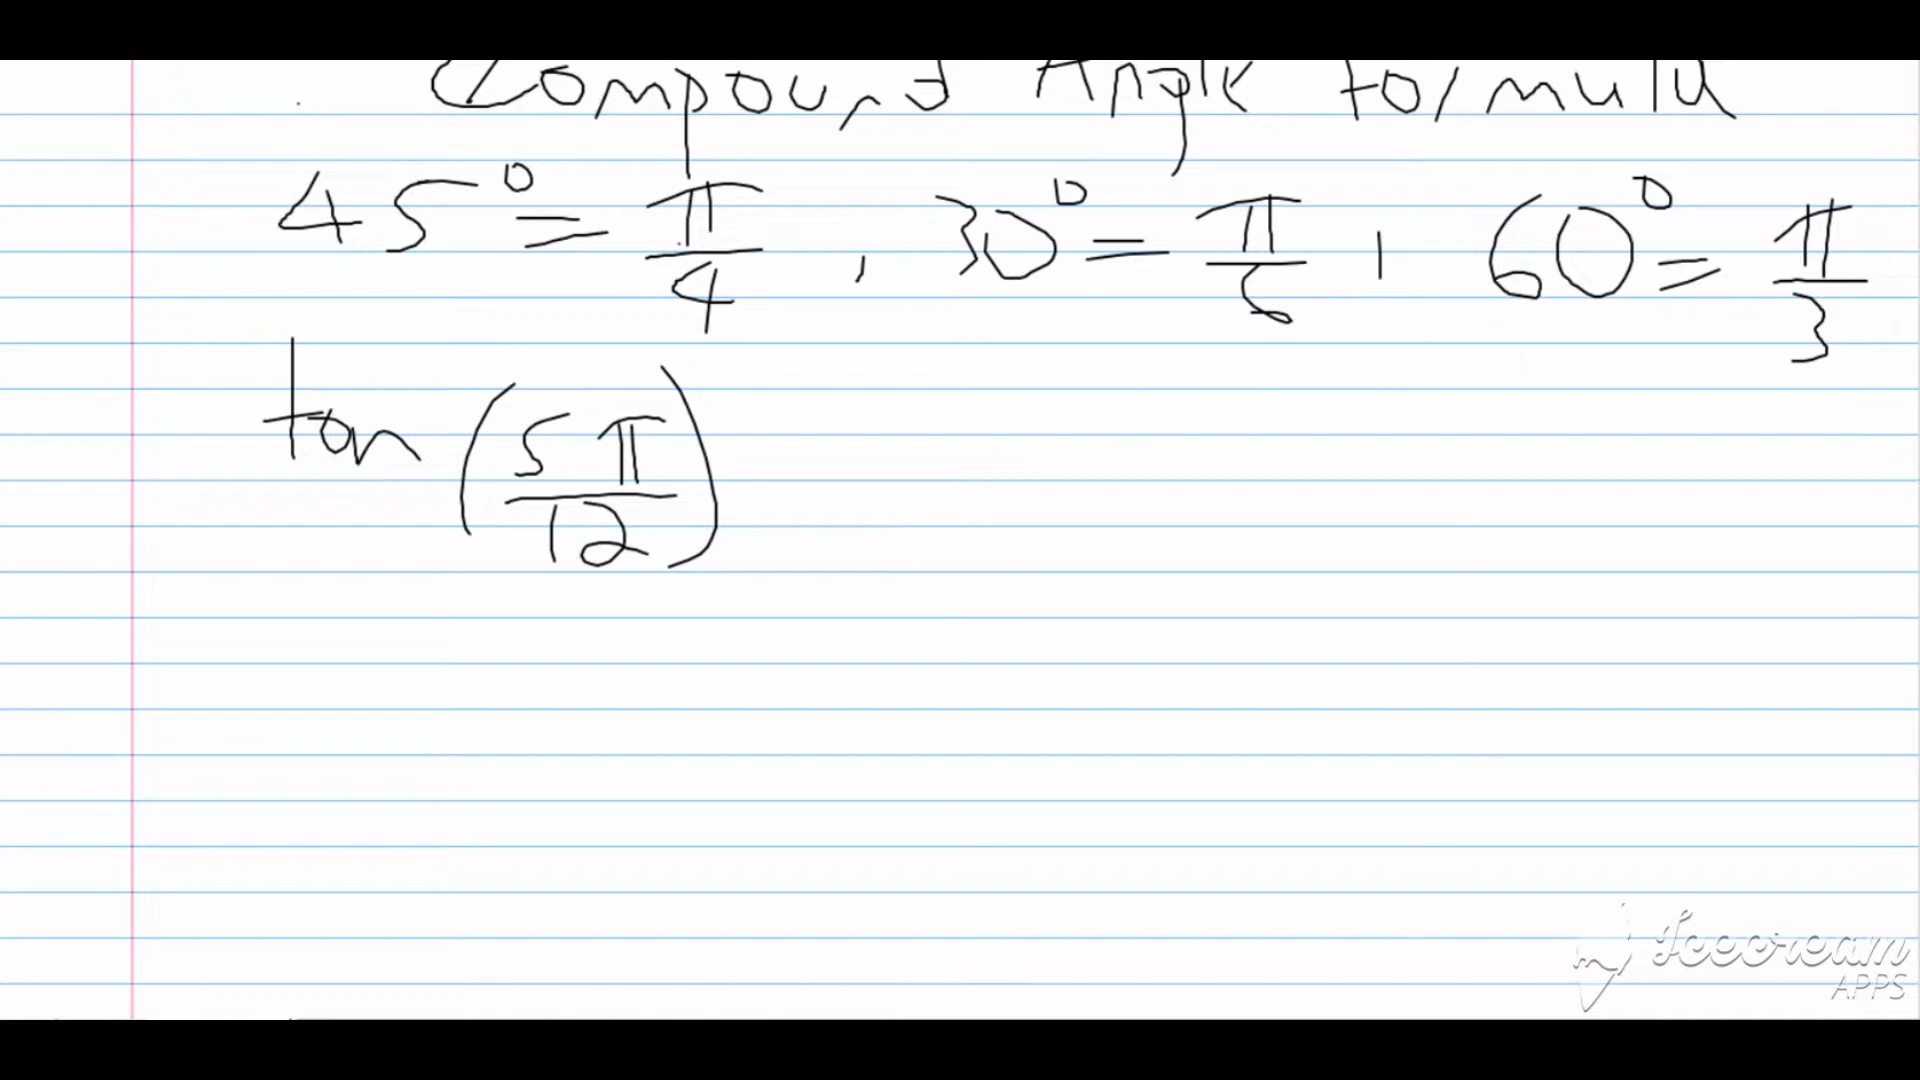 Compound Angle formula
45° = π/4 , 30° = π/6 , 60° = π/3
tan (5π/12)
Icecream
APPS